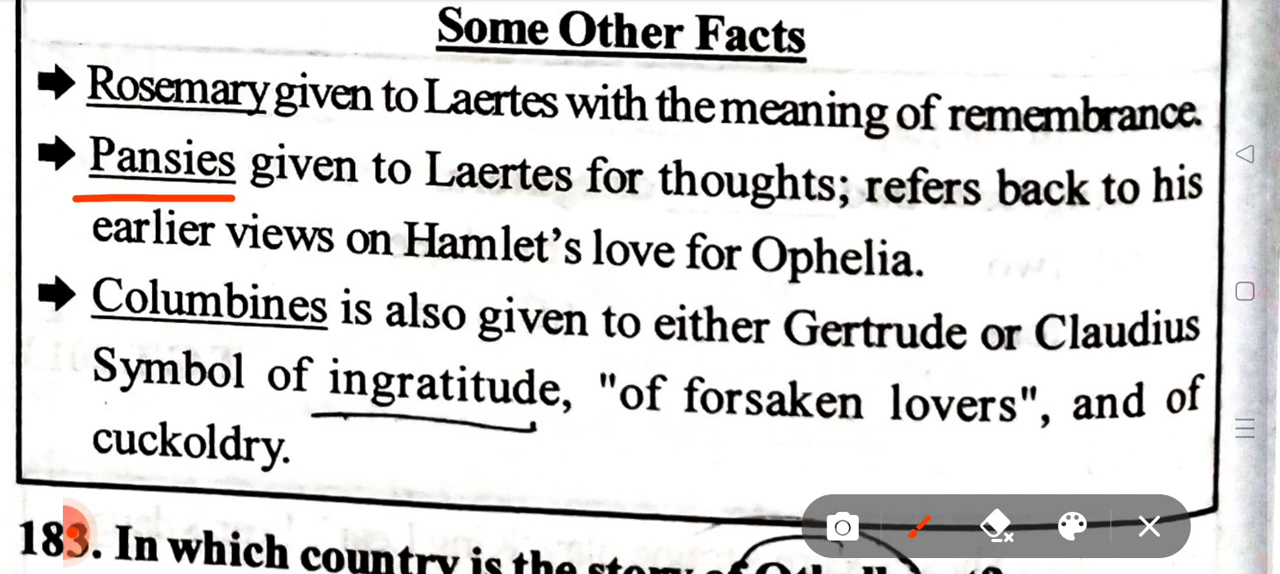 Some Other Facts
Rosemary given to Laertes with the meaning of remembrance.
Pansies given to Laertes for thoughts; refers back to his
earlier views on Hamlet's love for Ophelia.
Columbines is also given to either Gertrude or Claudius
Symbol of ingratitude, "of forsaken lovers", and of
cuckoldry.
183. In which country is the story of